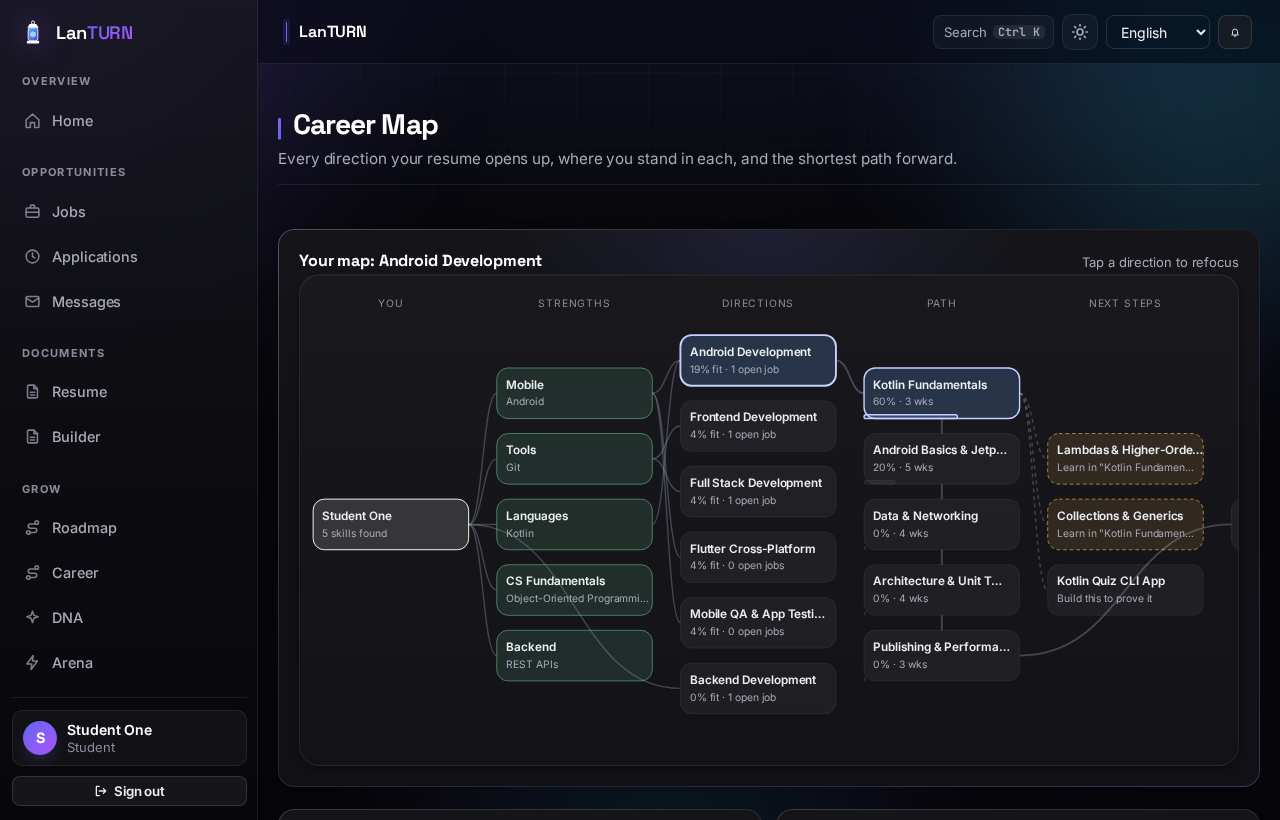 LanTURN
OVERVIEW
Home
OPPORTUNITIES
Jobs
Applications
Messages
DOCUMENTS
Resume
Builder
GROW
Roadmap
Career
DNA
Arena
S
Student One
Student
Sign out
LanTURN
Search Ctrl K
English
Career Map
Every direction your resume opens up, where you stand in each, and the shortest path forward.
Your map: Android Development
Tap a direction to refocus
YOU
STRENGTHS
DIRECTIONS
PATH
NEXT STEPS
Student One
5 skills found
Mobile
Android
Tools
Git
Languages
Kotlin
CS Fundamentals
Object-Oriented Programmi...
Backend
REST APIs
Android Development
19% fit · 1 open job
Frontend Development
4% fit · 1 open job
Full Stack Development
4% fit · 1 open job
Flutter Cross-Platform
4% fit · 0 open jobs
Mobile QA & App Testi...
4% fit · 0 open jobs
Backend Development
0% fit · 1 open job
Kotlin Fundamentals
60% · 3 wks
Android Basics & Jetp...
20% · 5 wks
Data & Networking
0% · 4 wks
Architecture & Unit T...
0% · 4 wks
Publishing & Performa...
0% · 3 wks
Lambdas & Higher-Orde...
Learn in "Kotlin Fundamen...
Collections & Generics
Learn in "Kotlin Fundamen...
Kotlin Quiz CLI App
Build this to prove it